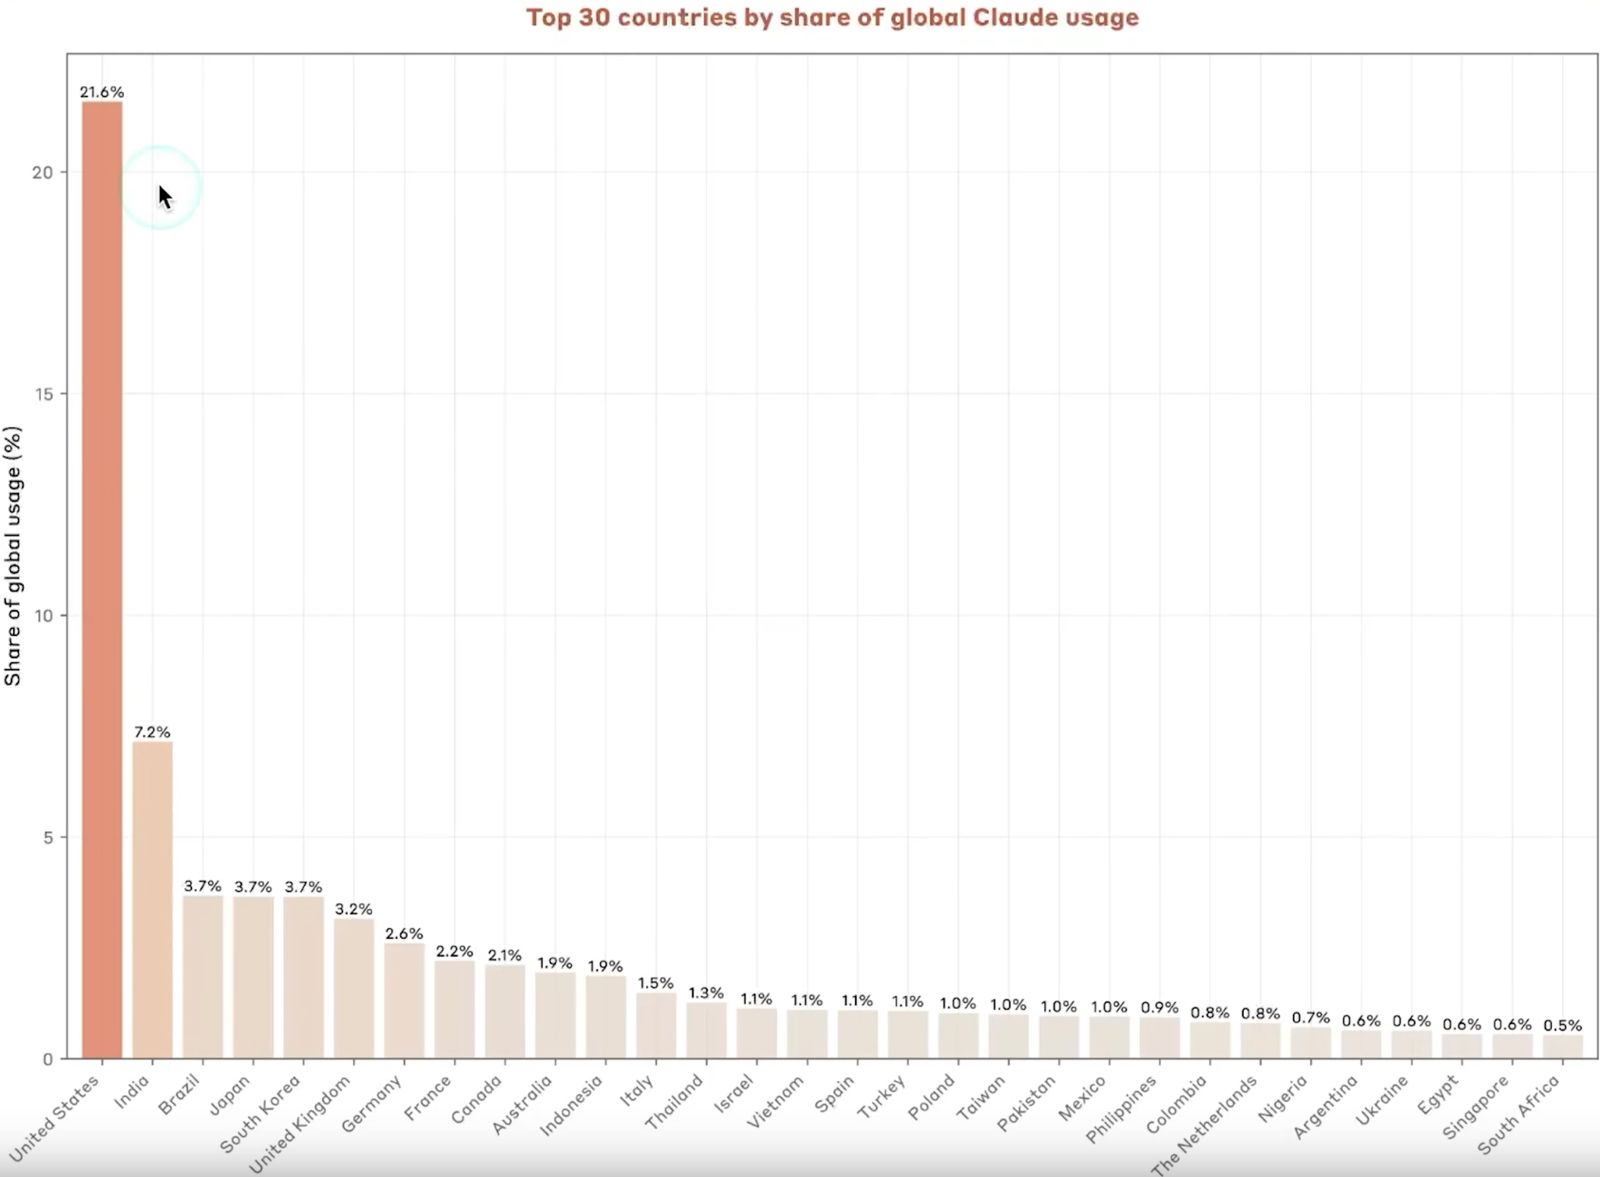 Top 30 countries by share of global Claude usage
Share of global usage (%)
20
15
10
5
0
21.6%
7.2%
3.7%
3.7%
3.7%
3.2%
2.6%
2.2%
2.1%
1.9%
1.9%
1.5%
1.3%
1.1%
1.1%
1.1%
1.1%
1.0%
1.0%
1.0%
1.0%
0.9%
0.8%
0.8%
0.7%
0.6%
0.6%
0.6%
0.6%
0.5%
United States
India
Brazil
Japan
South Korea
United Kingdom
Germany
France
Canada
Australia
Indonesia
Italy
Thailand
Israel
Vietnam
Spain
Turkey
Poland
Taiwan
Pakistan
Mexico
Philippines
Colombia
The Netherlands
Nigeria
Argentina
Ukraine
Egypt
Singapore
South Africa